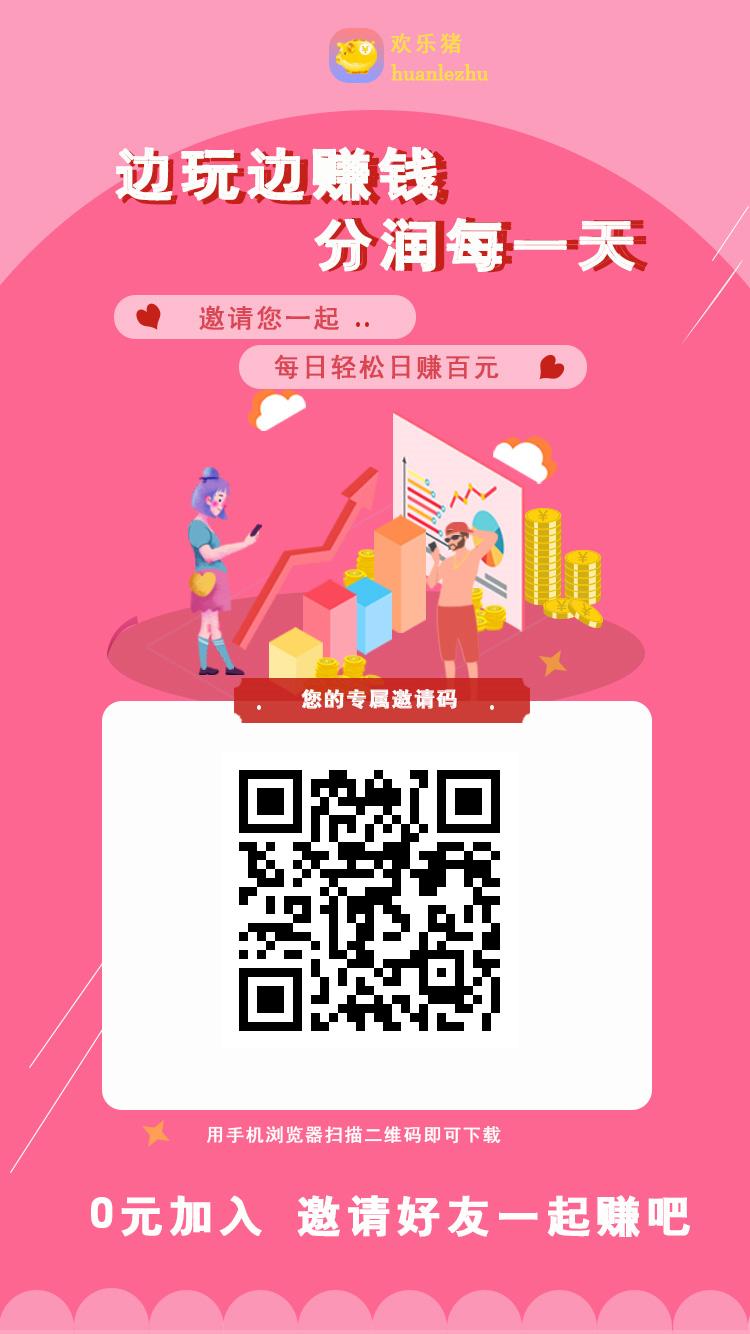 欢乐猪
huanlezhu
边玩边赚钱
分润每一天
邀请您一起 ..
每日轻松日赚百元
您的专属邀请码
用手机浏览器扫描二维码即可下载
0元加入 邀请好友一起赚吧